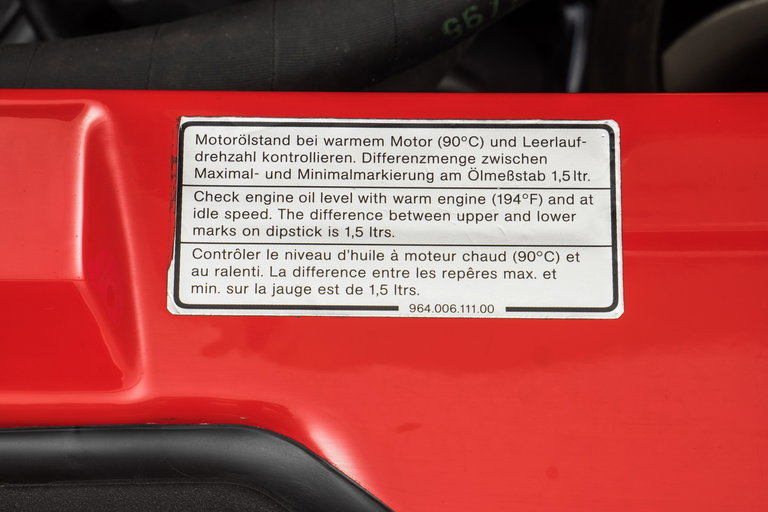 Motorölstand bei warmem Motor (90°C) und Leerlauf-
drehzahl kontrollieren. Differenzmenge zwischen
Maximal- und Minimalmarkierung am Ölmeßstab 1,5 ltr.
Check engine oil level with warm engine (194°F) and at
idle speed. The difference between upper and lower
marks on dipstick is 1,5 ltrs.
Contrôler le niveau d'huile à moteur chaud (90°C) et
au ralenti. La difference entre les repêres max. et
min. sur la jauge est de 1,5 ltrs.
964.006.111.00